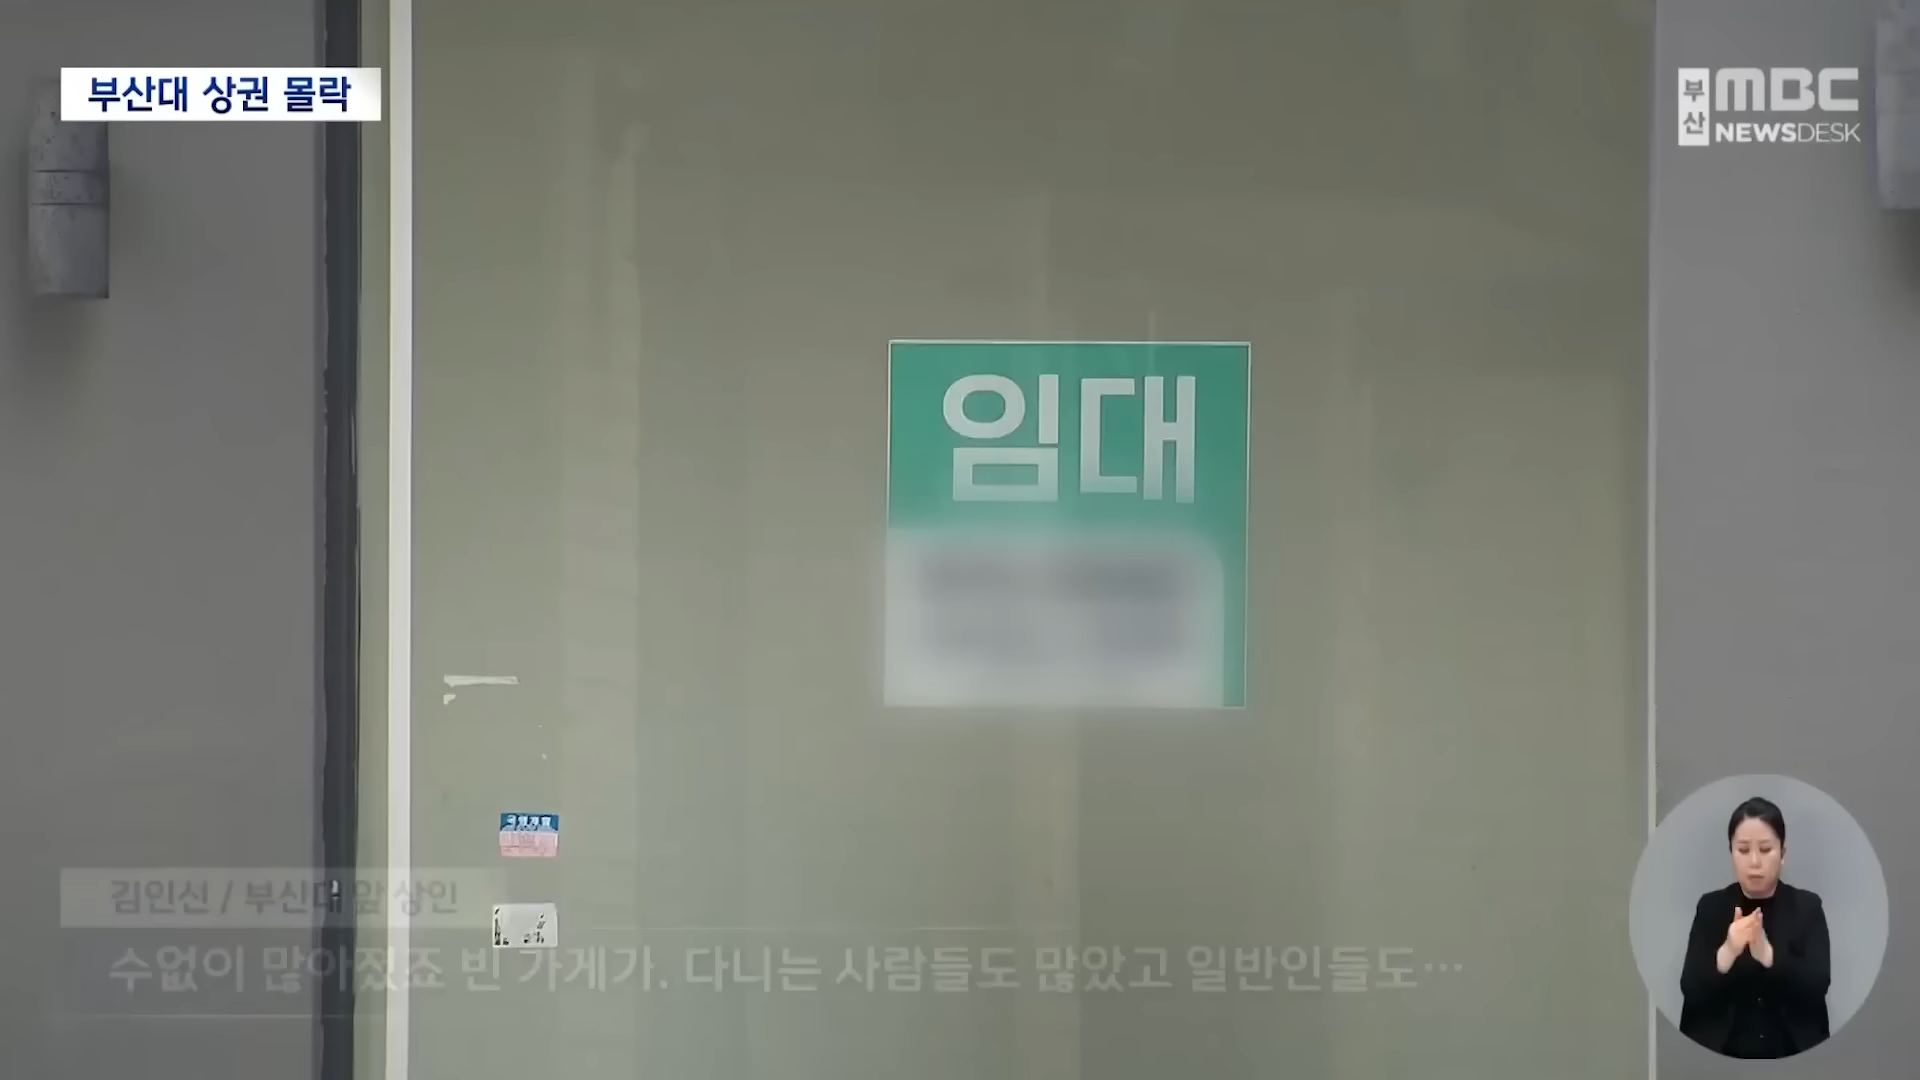 부산대 상권 몰락
부산
MBC
NEWSDESK
임대
김인선 / 부산대 앞 상인
수없이 많아졌죠 빈 가게가. 다니는 사람들도 많았고 일반인들도…